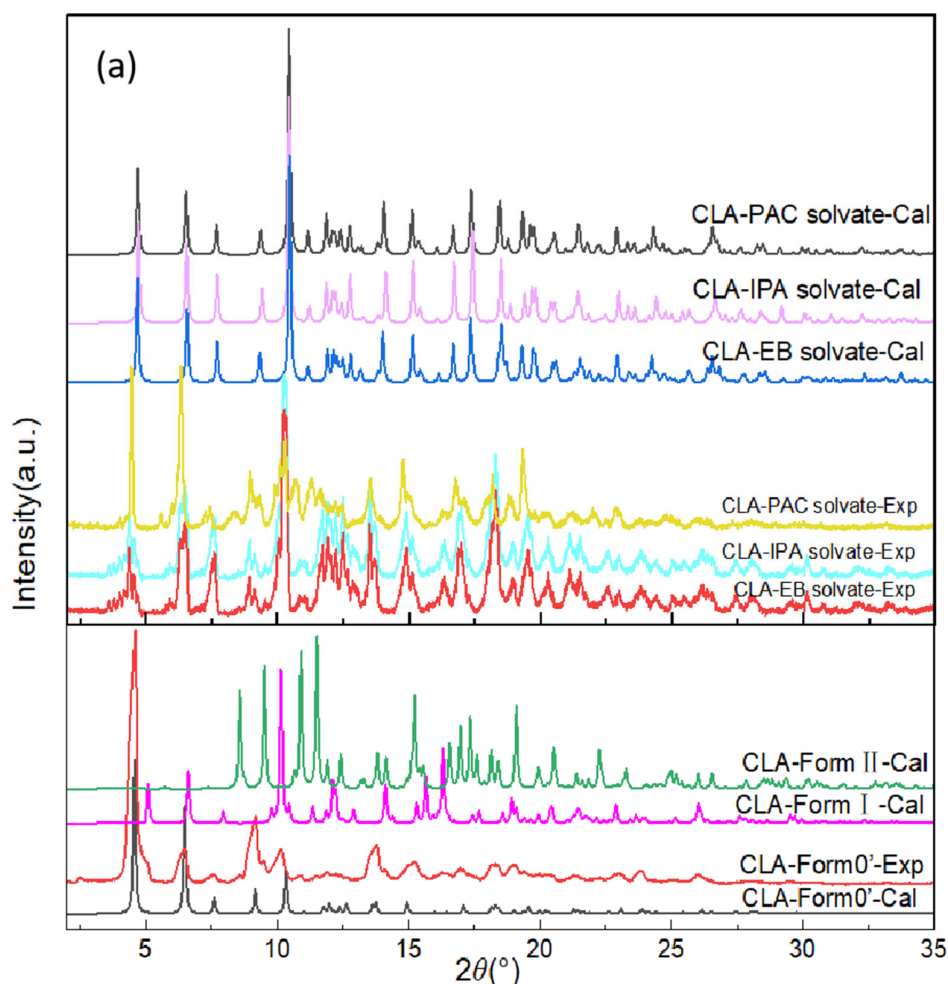 (a)
CLA-PAC solvate-Cal
CLA-IPA solvate-Cal
CLA-EB solvate-Cal
CLA-PAC solvate-Exp
CLA-IPA solvate-Exp
CLA-EB solvate-Exp
Intensity(a.u.)
CLA-Form Ⅱ-Cal
CLA-Form Ⅰ-Cal
CLA-Form0'-Exp
CLA-Form0'-Cal
5 10 15 20 25 30 35
2θ(°)